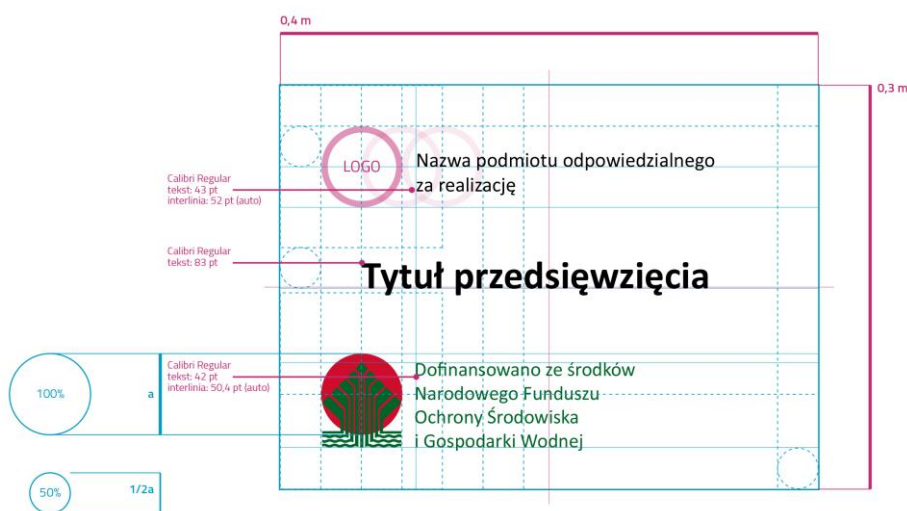 0,4 m
0,3 m
LOGO
Nazwa podmiotu odpowiedzialnego
za realizację
Calibri Regular
tekst: 43 pt
interlinia: 52 pt (auto)
Calibri Regular
tekst: 83 pt
Tytuł przedsięwzięcia
Calibri Regular
tekst: 42 pt
interlinia: 50,4 pt (auto)
Dofinansowano ze środków
Narodowego Funduszu
Ochrony Środowiska
i Gospodarki Wodnej
100%
a
50%
1/2a